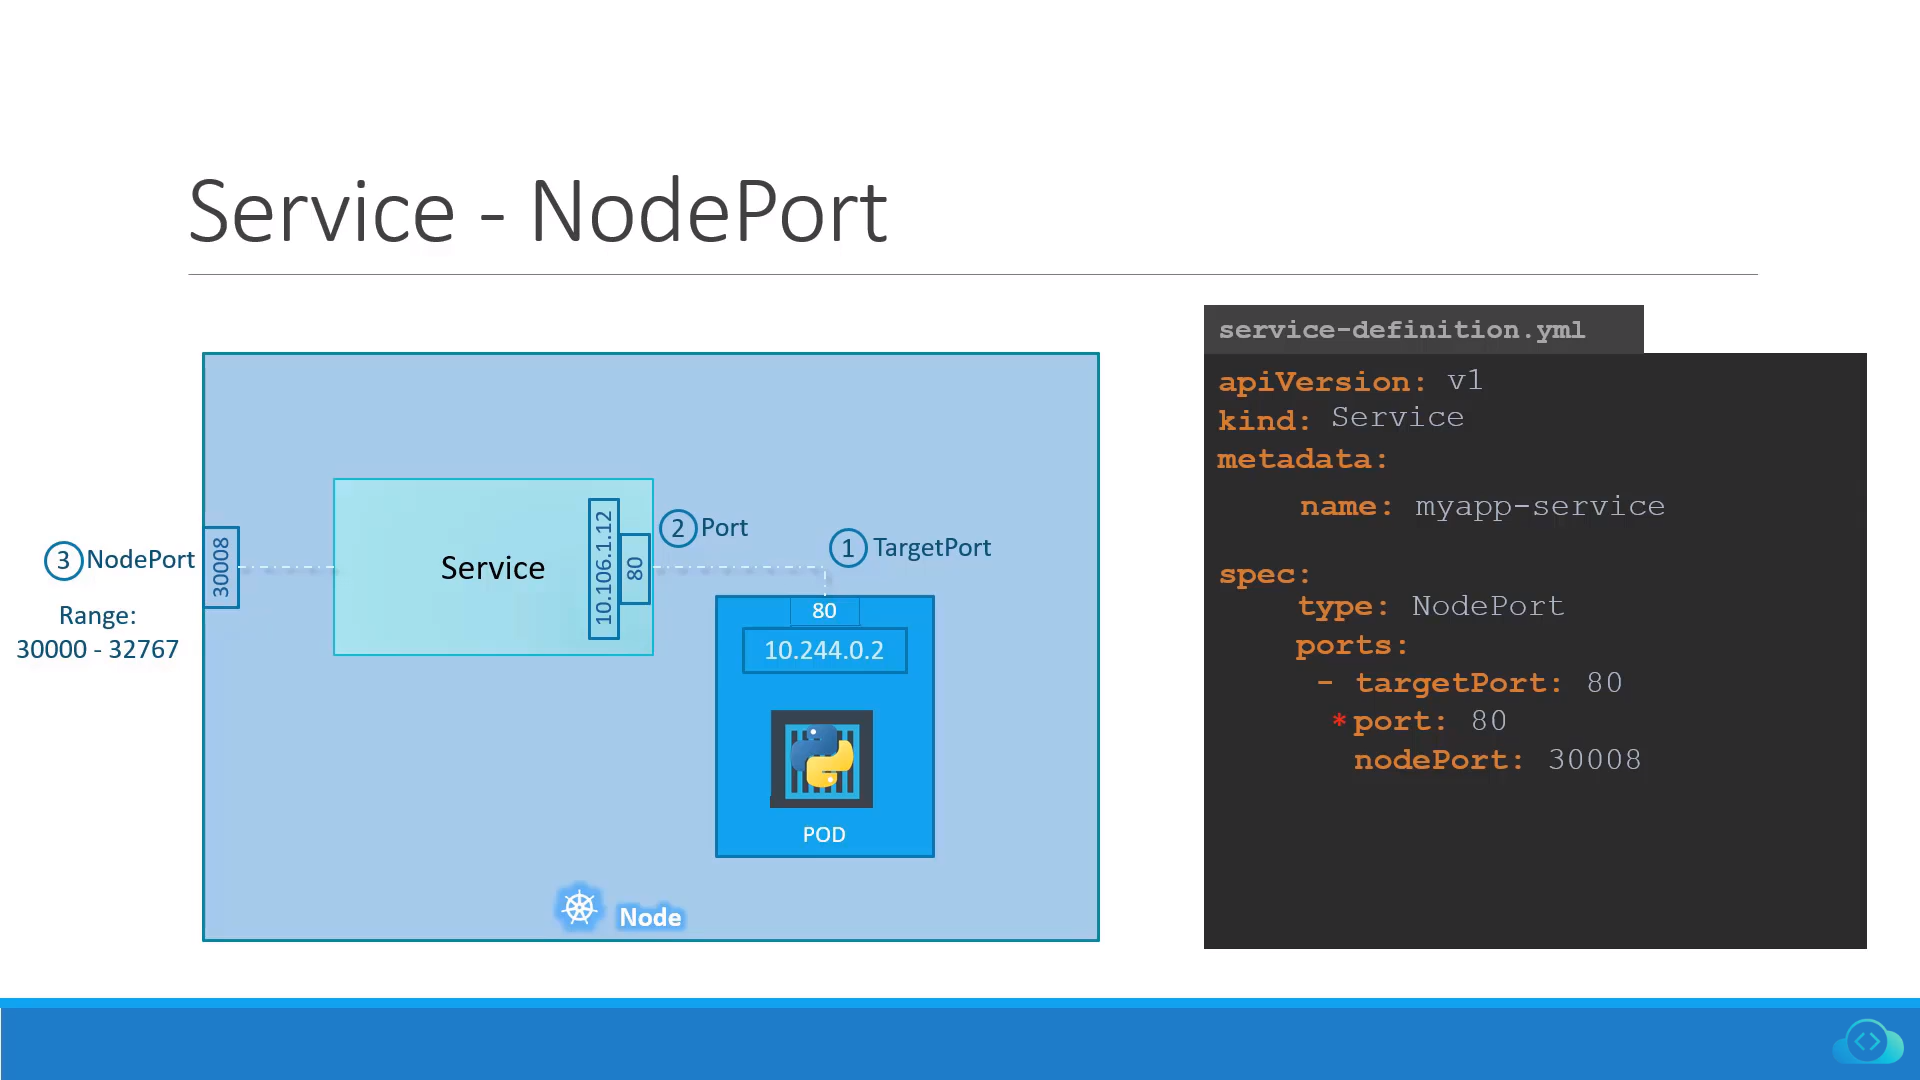 Service - NodePort
service-definition.yml
apiVersion: v1
kind: Service
metadata:
name: myapp-service
spec:
type: NodePort
ports:
- targetPort: 80
*port: 80
nodePort: 30008
3 NodePort
Range:
30000 - 32767
30008
Service
10.106.1.12
80
2 Port
1 TargetPort
80
10.244.0.2
POD
Node